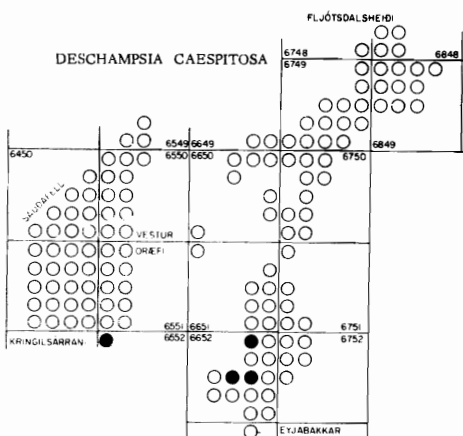 FLJÓTSDALSHEIÐI
DESCHAMPSIA CAESPITOSA
6748 6848
6749
6549 6649 6849
6450 6550 6650 6750
SAUÐAFELL
VESTUR
ÖRÆFI
6551 6651 6751
KRINGILSÁRRANI 6552 6652 6752
EYJABAKKAR